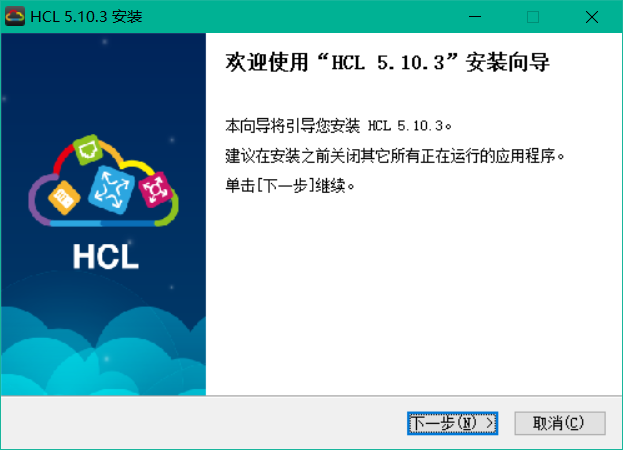 HCL 5.10.3 安装
欢迎使用“HCL 5.10.3”安装向导
本向导将引导您安装 HCL 5.10.3。
建议在安装之前关闭其它所有正在运行的应用程序。
单击[下一步]继续。
HCL
下一步(N) >
取消(C)